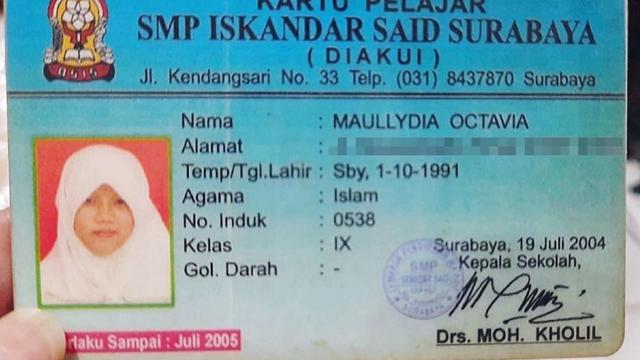 KARTU PELAJAR
SMP ISKANDAR SAID SURABAYA
( DIAKUI )
Jl. Kendangsari No. 33 Telp. (031) 8437870 Surabaya
Nama : MAULLYDIA OCTAVIA
Alamat :
Temp/Tgl.Lahir : Sby, 1-10-1991
Agama : Islam
No. Induk : 0538
Kelas : IX
Gol. Darah : -
Surabaya, 19 Juli 2004
Kepala Sekolah,
SMP
Drs. MOH. KHOLIL
rlaku Sampai : Juli 2005